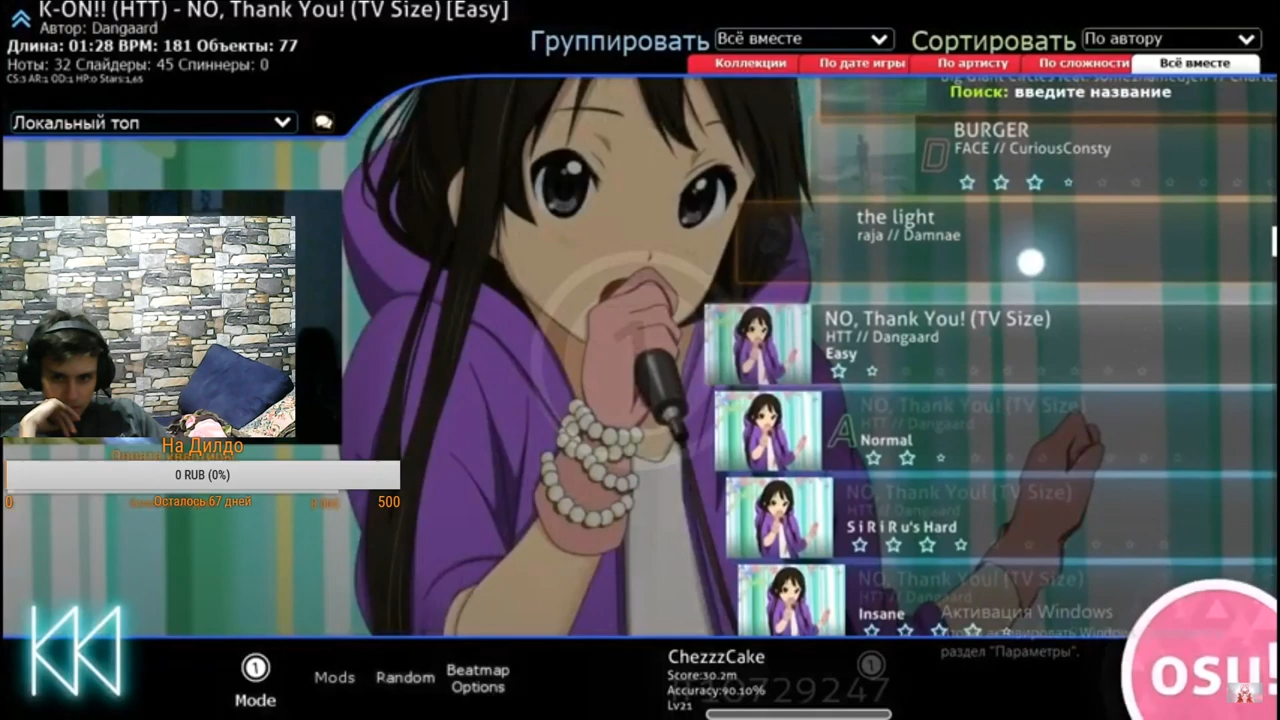 K-ON!! (HTT) - NO, Thank You! (TV Size) [Easy]
Автор: Dangaard
Длина: 01:28 BPM: 181 Объекты: 77
Ноты: 32 Слайдеры: 45 Спиннеры: 0
CS:3 AR:1 OD:1 HP:0 Stars:1,65
Группировать
Всё вместе
Сортировать
По автору
Коллекции
По дате игры
По артисту
По сложности
Всё вместе
Поиск: введите название
Локальный топ
BURGER
FACE // CuriousConsty
D
the light
raja // Damnae
NO, Thank You! (TV Size)
HTT // Dangaard
Easy
NO, Thank You! (TV Size)
HTT // Dangaard
A
Normal
NO, Thank You! (TV Size)
HTT // Dangaard
SiRiRu's Hard
NO, Thank You! (TV Size)
HTT // Dangaard
Insane
На Дилдо
0 RUB (0%)
0
Осталось 67 дней
500
Активация Windows
раздел "Параметры".
1
Mode
Mods
Random
Beatmap
Options
ChezzzCake
Score:30.2m
Accuracy:90.10%
Lv21
1
osu!